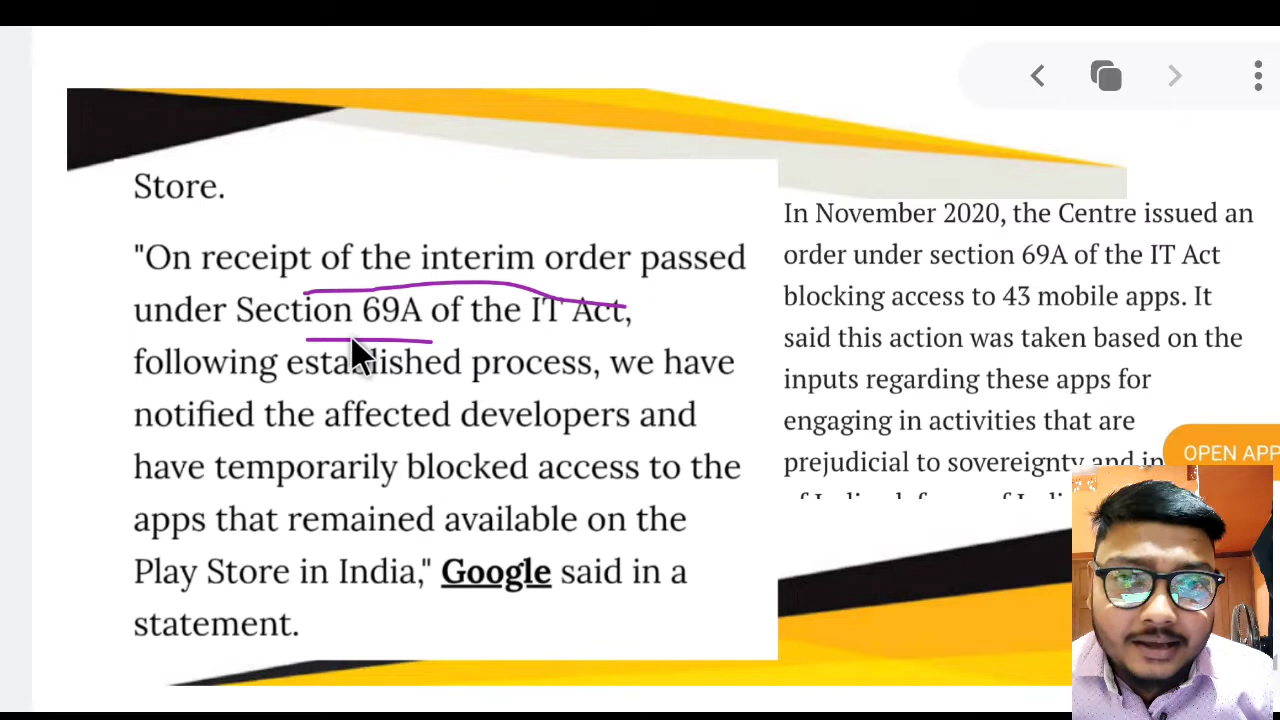 Store.
"On receipt of the interim order passed
under Section 69A of the IT Act,
following established process, we have
notified the affected developers and
have temporarily blocked access to the
apps that remained available on the
Play Store in India," Google said in a
statement.
In November 2020, the Centre issued an
order under section 69A of the IT Act
blocking access to 43 mobile apps. It
said this action was taken based on the
inputs regarding these apps for
engaging in activities that are
prejudicial to sovereignty and
OPEN APP